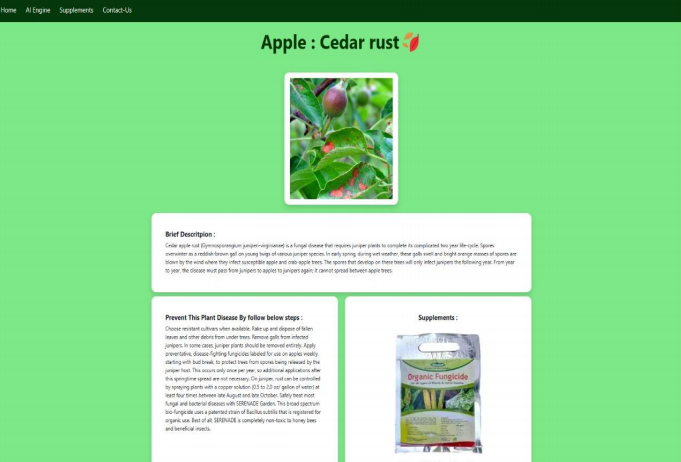 Home AI Engine Supplements Contact-Us
Apple : Cedar rust
Brief Descritpion :
Cedar apple rust (Gymnosporangium juniperi-virginianae) is a fungal disease that requires juniper plants to complete its complicated two year life-cycle. Spores
overwinter as a reddish-brown gall on young twigs of various juniper species. In early spring, during wet weather, these galls swell and bright orange masses of spores are
blown by the wind where they infect susceptible apple and crab-apple trees. The spores that develop on these trees will only infect junipers the following year. From year
to year, the disease must pass from junipers to apples to junipers again; it cannot spread between apple trees.
Prevent This Plant Disease By follow below steps :
Choose resistant cultivars when available. Rake up and dispose of fallen
leaves and other debris from under trees. Remove galls from infected
junipers. In some cases, juniper plants should be removed entirely. Apply
preventative, disease-fighting fungicides labeled for use on apples weekly,
starting with bud break, to protect trees from spores being released by the
juniper host. This occurs only once per year, so additional applications after
this springtime spread are not necessary. On juniper, rust can be controlled
by spraying plants with a copper solution (0.5 to 2.0 oz/ gallon of water) at
least four times between late August and late October. Safely treat most
fungal and bacterial diseases with SERENADE Garden. This broad spectrum
bio-fungicide uses a patented strain of Bacillus subtilis that is registered for
organic use. Best of all, SERENADE is completely non-toxic to honey bees
and beneficial insects.
Supplements :
Organic Fungicide